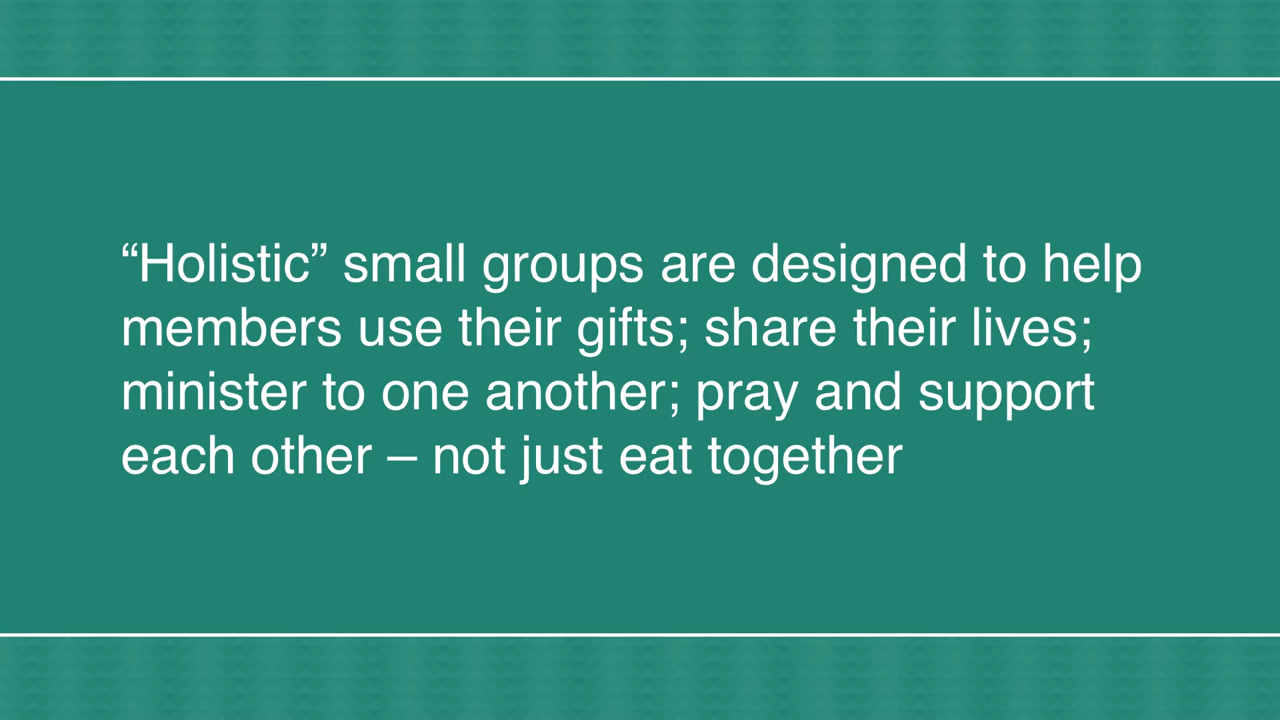 “Holistic” small groups are designed to help
members use their gifts; share their lives;
minister to one another; pray and support
each other – not just eat together